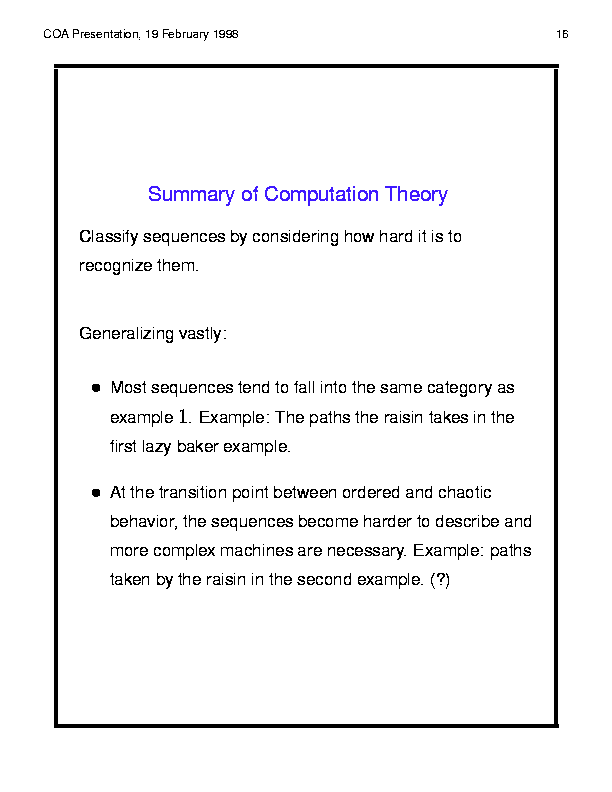 COA Presentation, 19 February 1998 16
Summary of Computation Theory
Classify sequences by considering how hard it is to
recognize them.
Generalizing vastly:
● Most sequences tend to fall into the same category as
example 1. Example: The paths the raisin takes in the
first lazy baker example.
● At the transition point between ordered and chaotic
behavior, the sequences become harder to describe and
more complex machines are necessary. Example: paths
taken by the raisin in the second example. (?)